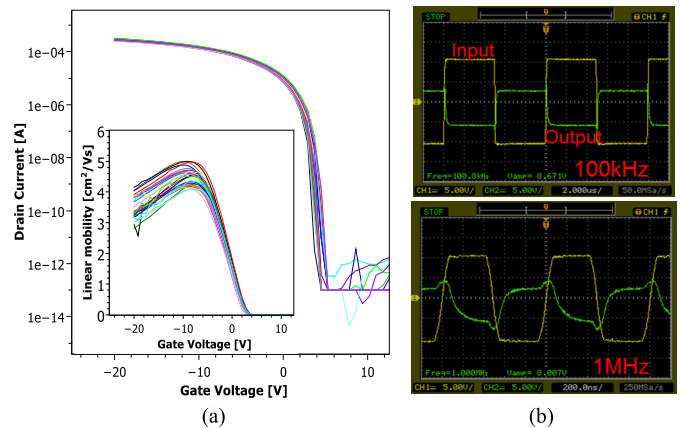 1e−04
1e−06
1e−08
1e−10
1e−12
1e−14
Drain Current [A]
−20
−10
0
10
Gate Voltage [V]
6
5
4
3
2
1
0
Linear mobility [cm²/Vs]
−20
−10
0
10
Gate Voltage [V]
(a)
STOP
CH1
Input
Output
Freq=100.8kHz Vamp= 8.671V
100kHz
CH1= 5.00V/ CH2= 5.00V/ 2.000us/ 50.0MSa/s
STOP
CH1
Freq=1.000MHz Vamp= 8.007V
1MHz
CH1= 5.00V/ CH2= 5.00V/ 200.0ns/ 250MSa/s
(b)